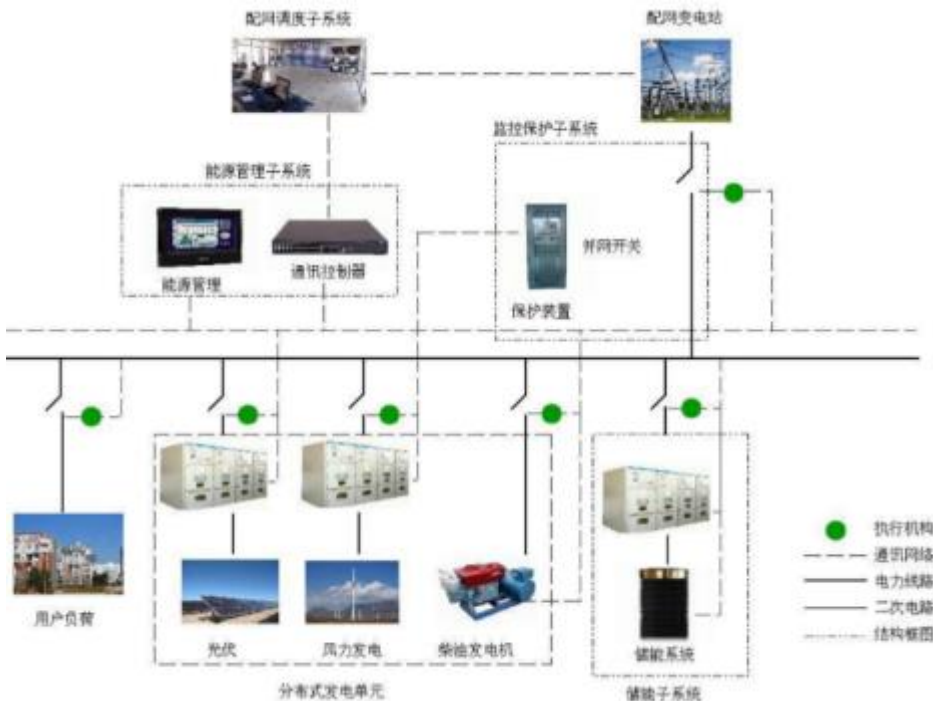 配网调度子系统
配网变电站
监控保护子系统
能源管理子系统
并网开关
能源管理
通讯控制器
保护装置
执行机构
通讯网络
电力线路
二次电路
结构框图
用户负荷
光伏
风力发电
柴油发电机
储能系统
分布式发电单元
储能子系统